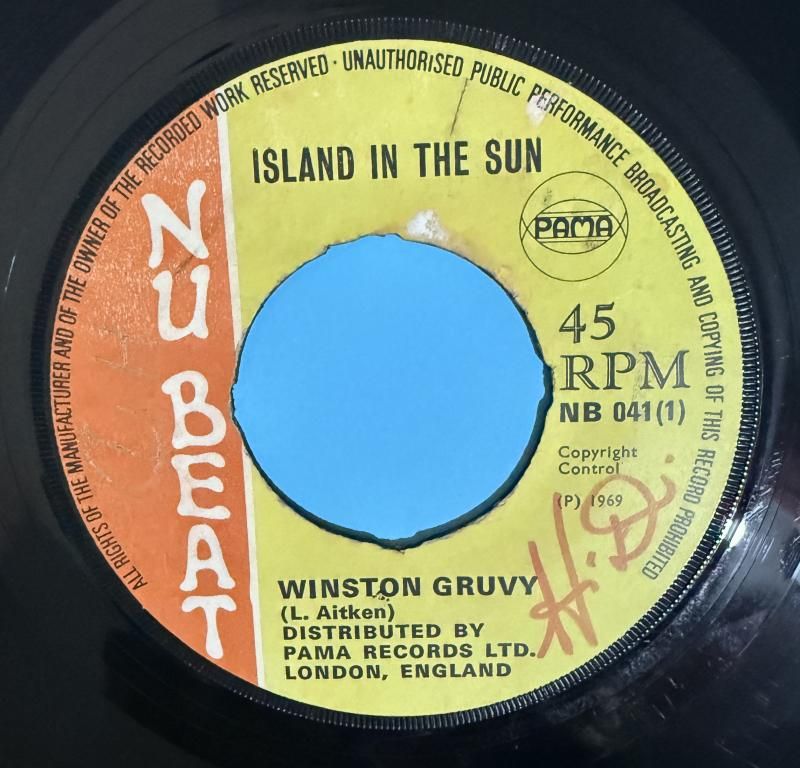 ALL RIGHTS OF THE MANUFACTURER AND OF THE OWNER OF THE RECORDED WORK RESERVED · UNAUTHORISED PUBLIC PERFORMANCE BROADCASTING AND COPYING OF THIS RECORD PROHIBITED
NU BEAT
ISLAND IN THE SUN
PAMA
45
RPM
NB 041(1)
Copyright
Control
(P) 1969
H.D.
WINSTON GRUVY
(L. Aitken)
DISTRIBUTED BY
PAMA RECORDS LTD.
LONDON, ENGLAND